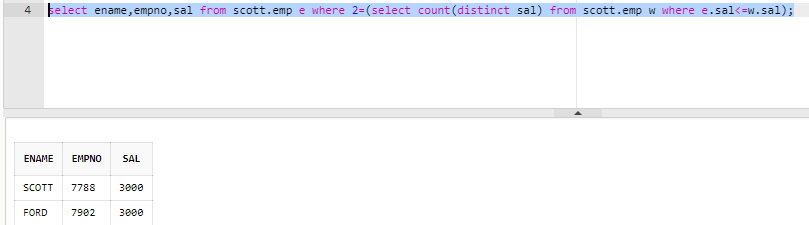 4 select ename,empno,sal from scott.emp e where 2=(select count(distinct sal) from scott.emp w where e.sal<=w.sal);
ENAME EMPNO SAL
SCOTT 7788 3000
FORD 7902 3000